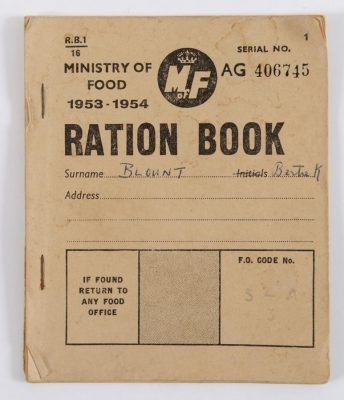 R.B.1
16
1
MINISTRY OF
FOOD
1953-1954
M F
OF
SERIAL NO.
AG 406745
RATION BOOK
Surname BLOUNT Initials
Address
IF FOUND
RETURN TO
ANY FOOD
OFFICE
F.O. CODE No.